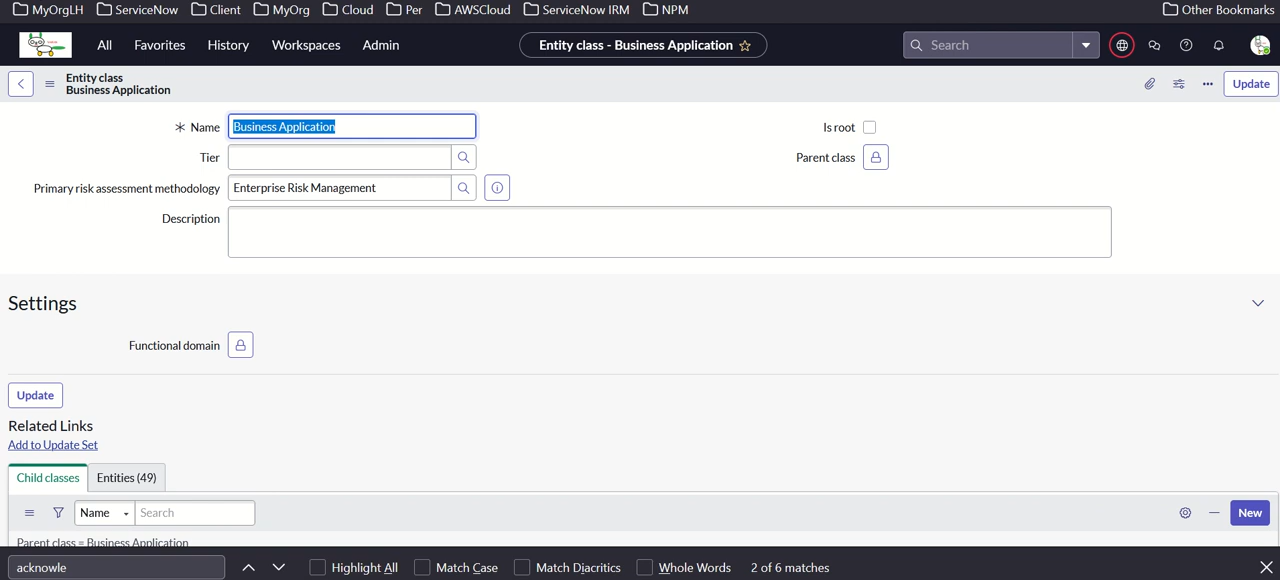 MyOrgLH ServiceNow Client MyOrg Cloud Per AWSCloud ServiceNow IRM NPM Other Bookmarks
All Favorites History Workspaces Admin Entity class - Business Application Search
Entity class
Business Application
Update
* Name Business Application Is root
Tier Parent class
Primary risk assessment methodology Enterprise Risk Management
Description
Settings
Functional domain
Update
Related Links
Add to Update Set
Child classes Entities (49)
Name Search New
Parent class = Business Application
acknowle Highlight All Match Case Match Diacritics Whole Words 2 of 6 matches